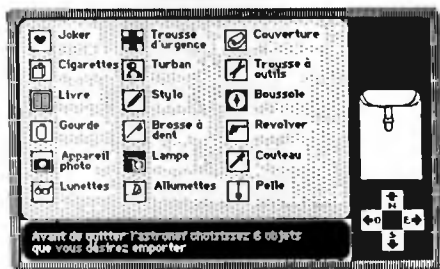 Joker
Trousse d'urgence
Couverture
Cigarettes
Turban
Trousse à outils
Livre
Stylo
Boussole
Gourde
Brosse à dent
Revolver
Appareil photo
Lampe
Couteau
Lunettes
Allumettes
Pelle
N
O
E
S
Avant de quitter l'astronef choisissez 6 objets
que vous désirez emporter